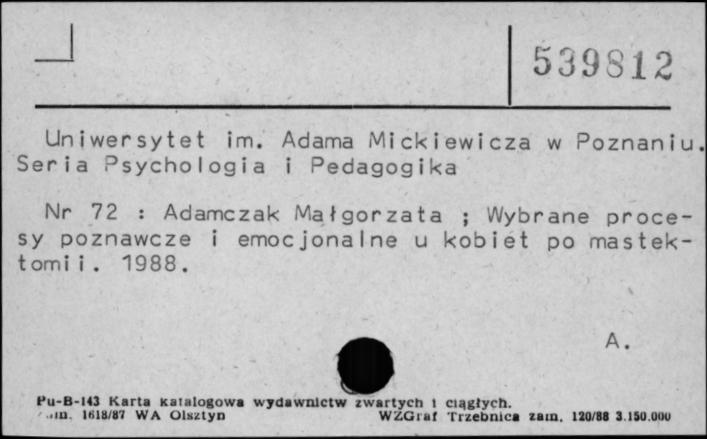 539812
Uniwersytet im. Adama Mickiewicza w Poznaniu.
Seria Psychologia i Pedagogika
Nr 72 : Adamczak Małgorzata ; Wybrane proce-
sy poznawcze i emocjonalne u kobiet po mastek-
tomii. 1988.
A.
Pu-B-143 Karta katalogowa wydawnictw zwartych i ciągłych.
zam. 1618/87 WA Olsztyn WZGraf Trzebnica zam. 120/88 3.150.000